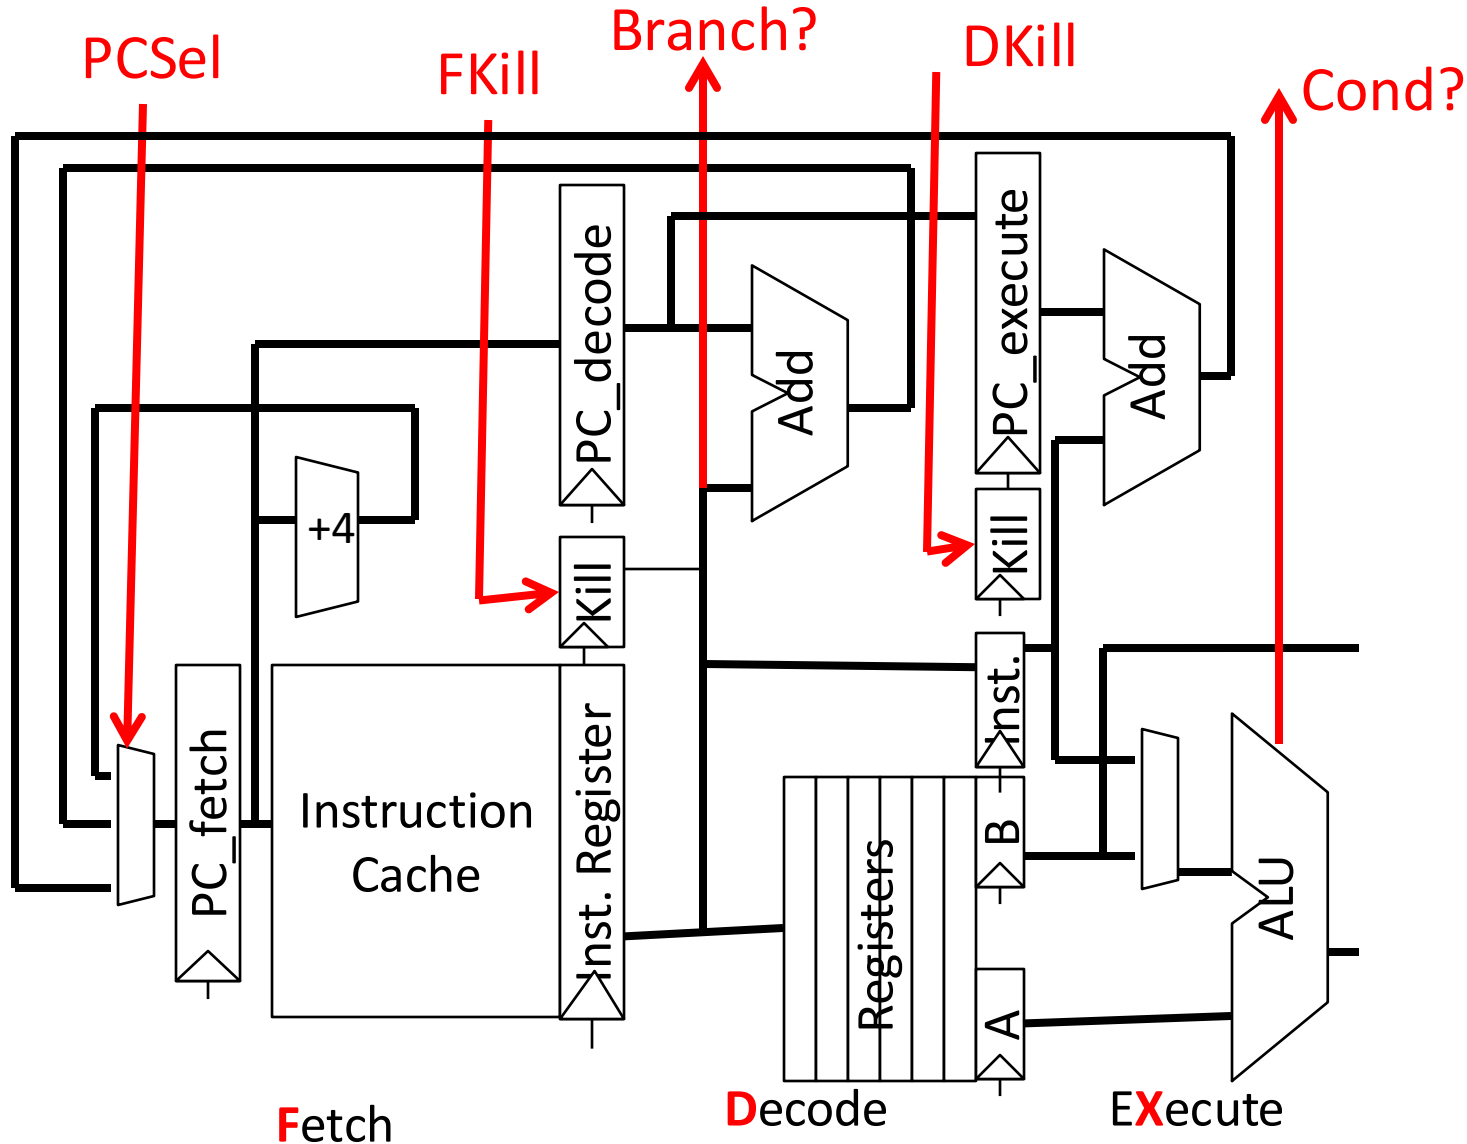 PCSel
FKill
Branch?
DKill
Cond?
PC_decode
PC_execute
Add
Add
+4
Kill
Kill
PC_fetch
Instruction
Cache
Inst. Register
Inst.
Registers
B
A
ALU
Fetch
Decode
EXecute